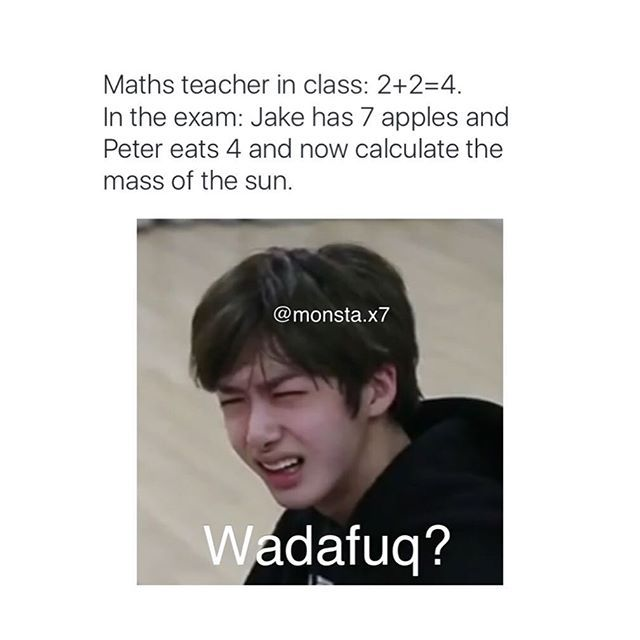 Maths teacher in class: 2+2=4.
In the exam: Jake has 7 apples and
Peter eats 4 and now calculate the
mass of the sun.
@monsta.x7
Wadafuq?